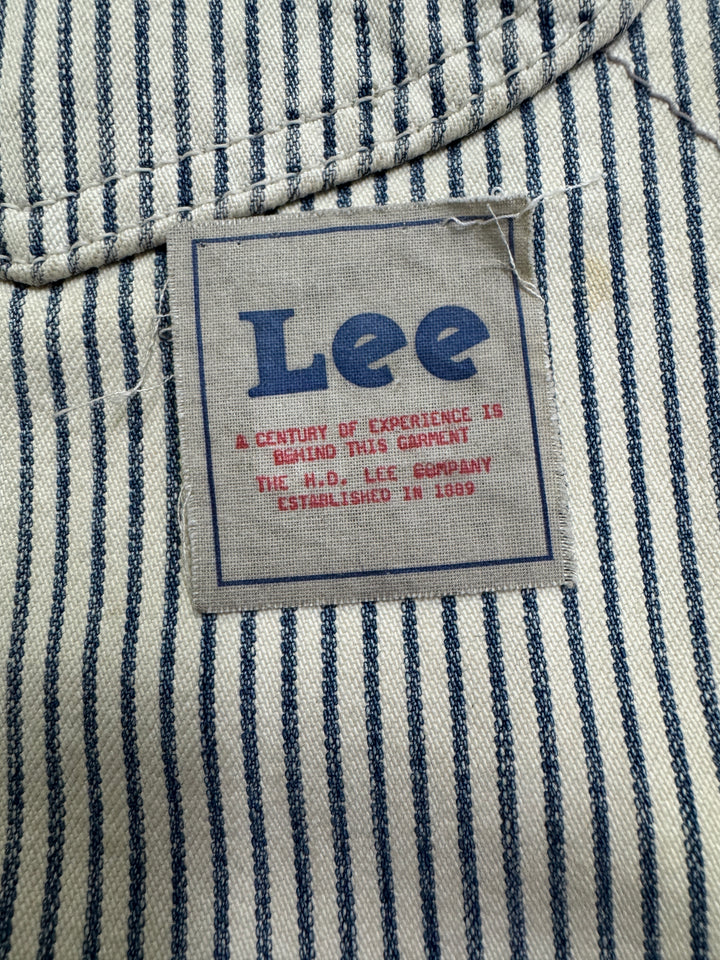 Lee
A CENTURY OF EXPERIENCE IS
BEHIND THIS GARMENT
THE H.D. LEE COMPANY
ESTABLISHED IN 1889